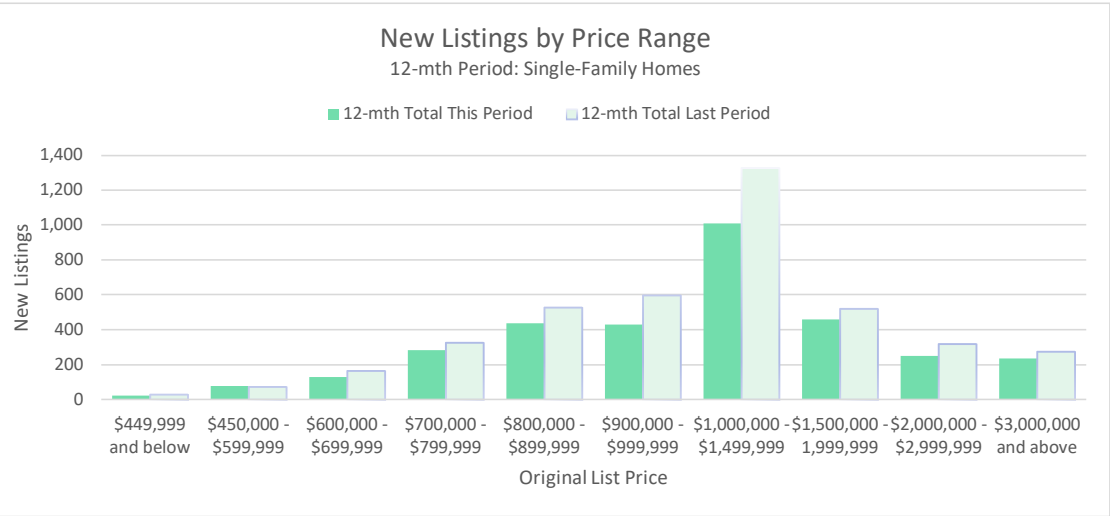 New Listings by Price Range
12-mth Period: Single-Family Homes
12-mth Total This Period 12-mth Total Last Period
1,400
1,200
1,000
800
600
400
200
0
New Listings
$449,999 $450,000 - $600,000 - $700,000 - $800,000 - $900,000 - $1,000,000 - $1,500,000 - $2,000,000 - $3,000,000
and below $599,999 $699,999 $799,999 $899,999 $999,999 $1,499,999 1,999,999 $2,999,999 and above
Original List Price